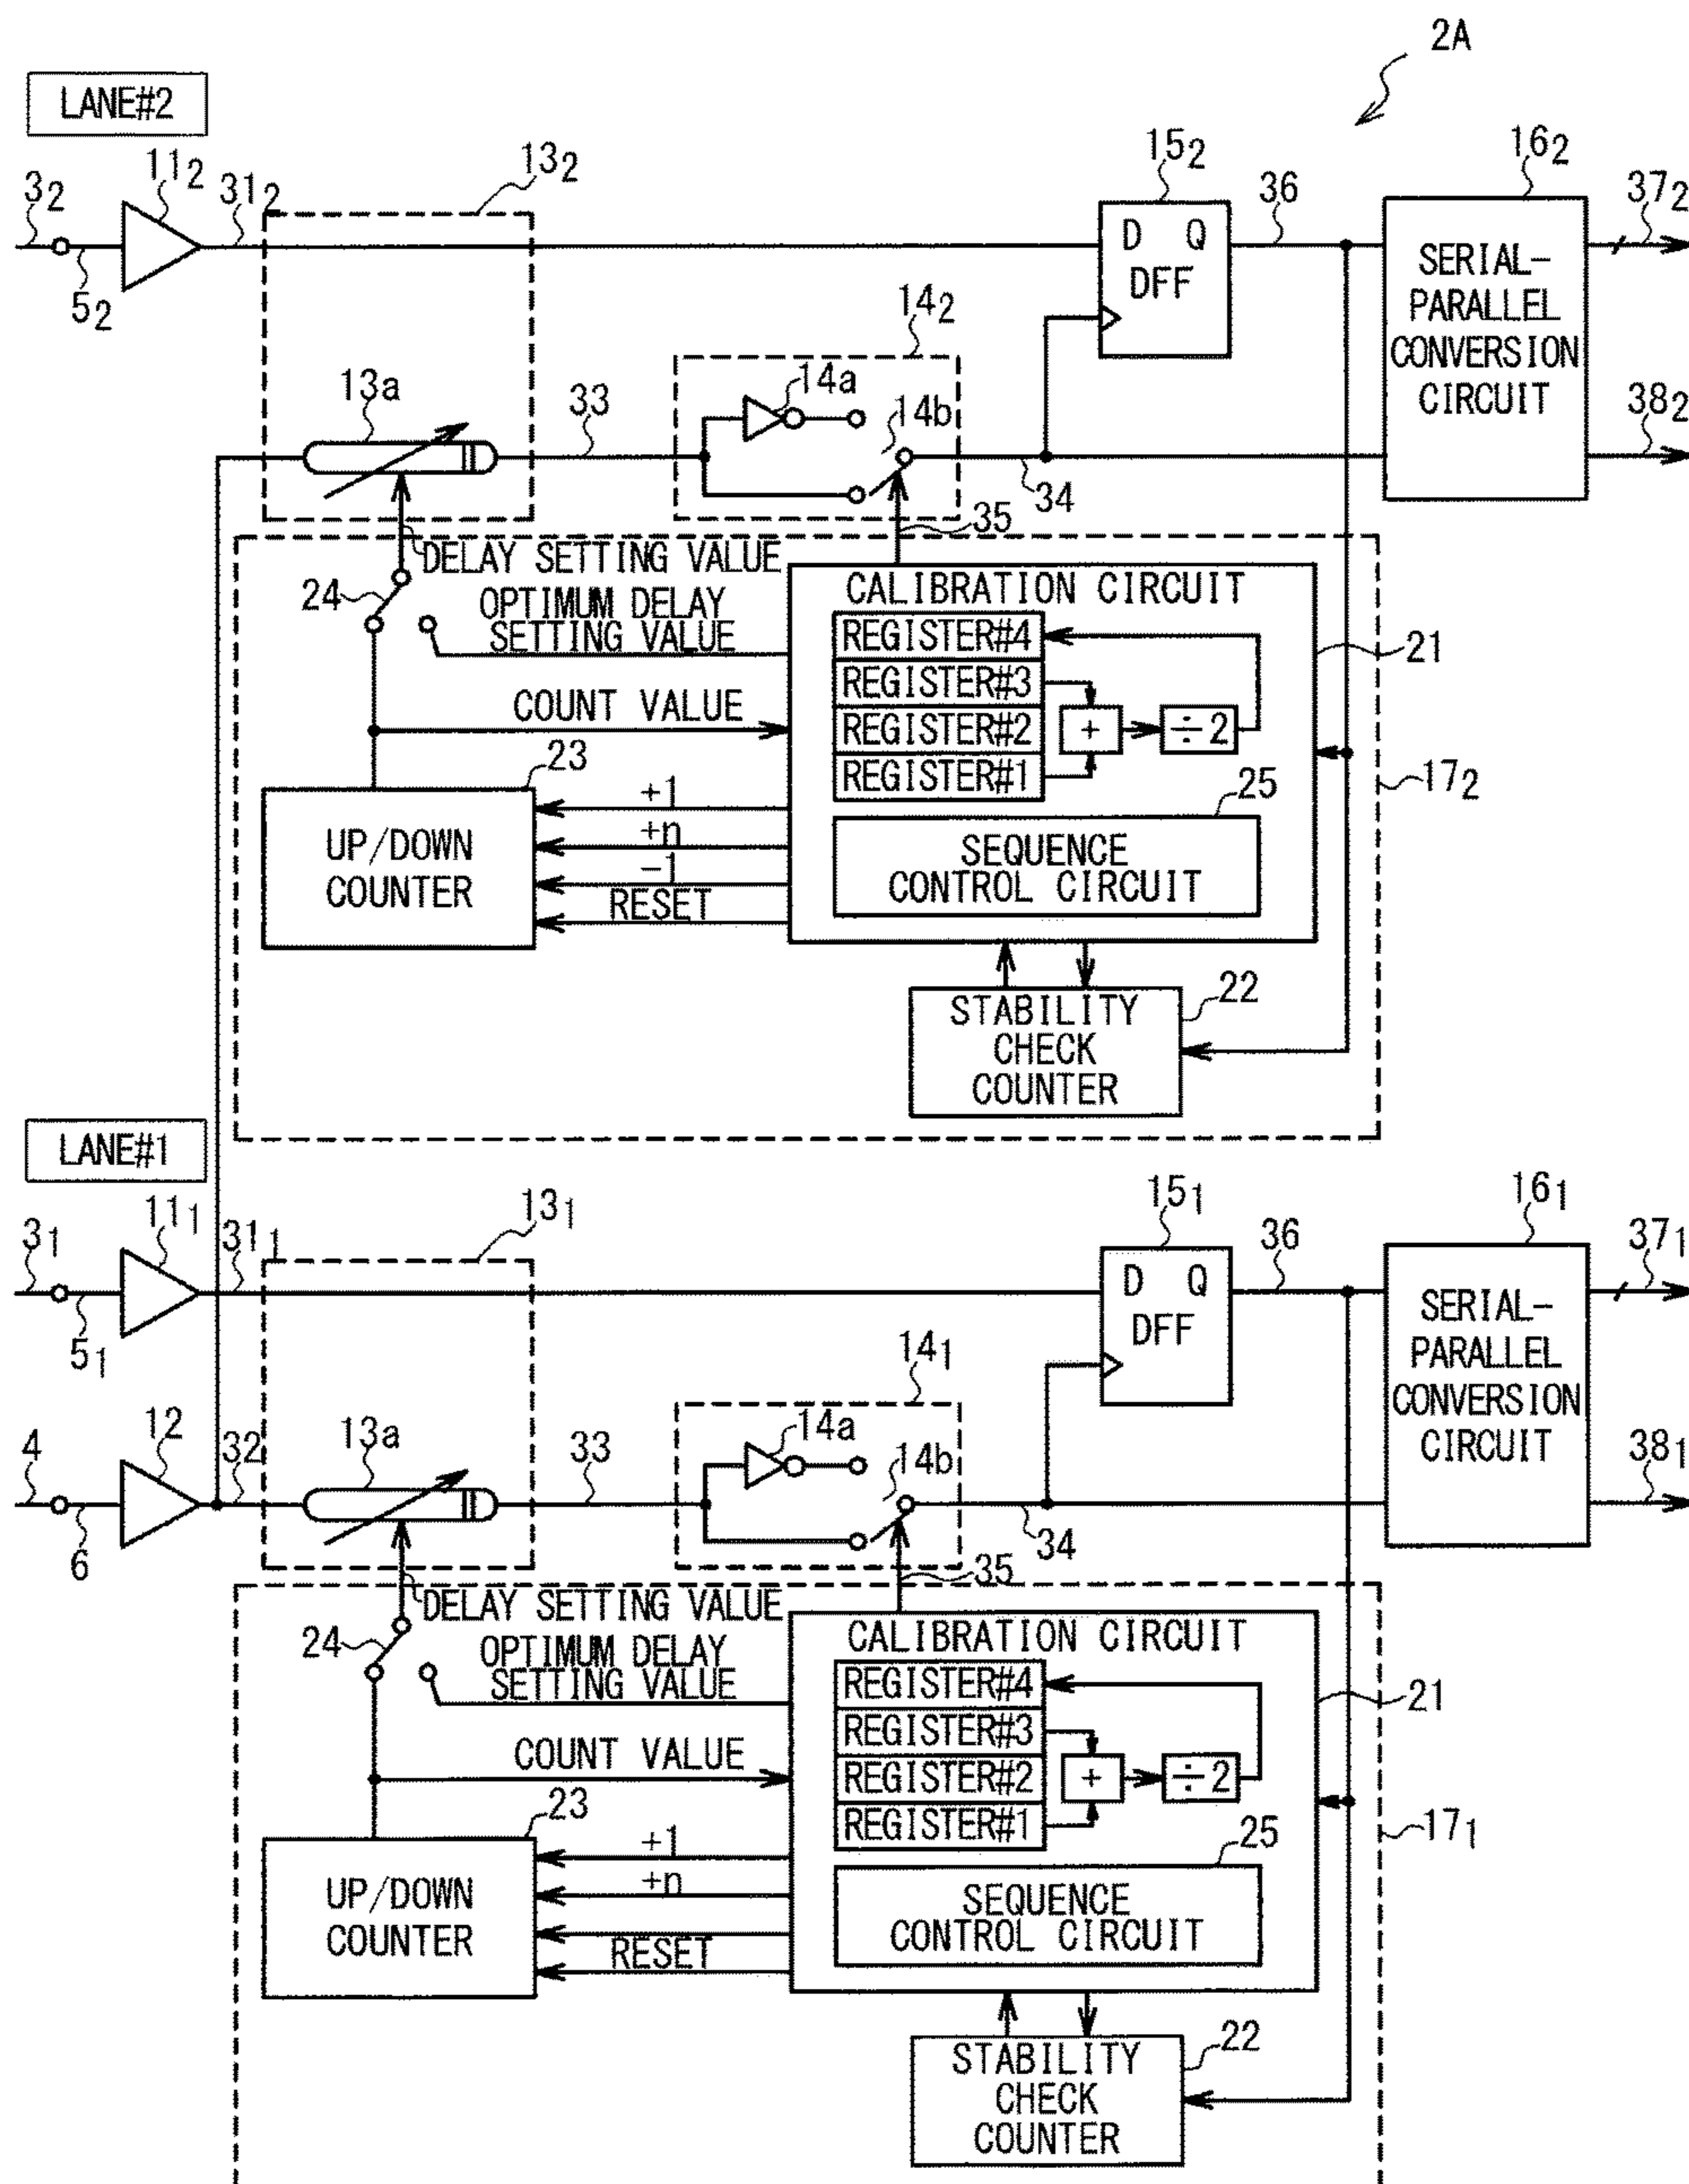 2A
LANE#2
3₂
11₂
31₂
13₂
15₂
36
16₂
37₂
5₂
D Q
DFF
SERIAL-
PARALLEL
CONVERSION
CIRCUIT
14₂
13a
33
14a
14b
34
38₂
35
DELAY SETTING VALUE
24
OPTIMUM DELAY
SETTING VALUE
CALIBRATION CIRCUIT
REGISTER#4
REGISTER#3
REGISTER#2
REGISTER#1
+
÷2
21
COUNT VALUE
23
UP/DOWN
COUNTER
+1
+n
-1
RESET
25
SEQUENCE
CONTROL CIRCUIT
17₂
22
STABILITY
CHECK
COUNTER
LANE#1
3₁
11₁
31₁
13₁
15₁
36
16₁
37₁
5₁
D Q
DFF
SERIAL-
PARALLEL
CONVERSION
CIRCUIT
14₁
4
12
32
13a
33
14a
14b
34
38₁
6
35
DELAY SETTING VALUE
24
OPTIMUM DELAY
SETTING VALUE
CALIBRATION CIRCUIT
REGISTER#4
REGISTER#3
REGISTER#2
REGISTER#1
+
÷2
21
COUNT VALUE
23
UP/DOWN
COUNTER
+1
+n
RESET
25
SEQUENCE
CONTROL CIRCUIT
17₁
22
STABILITY
CHECK
COUNTER